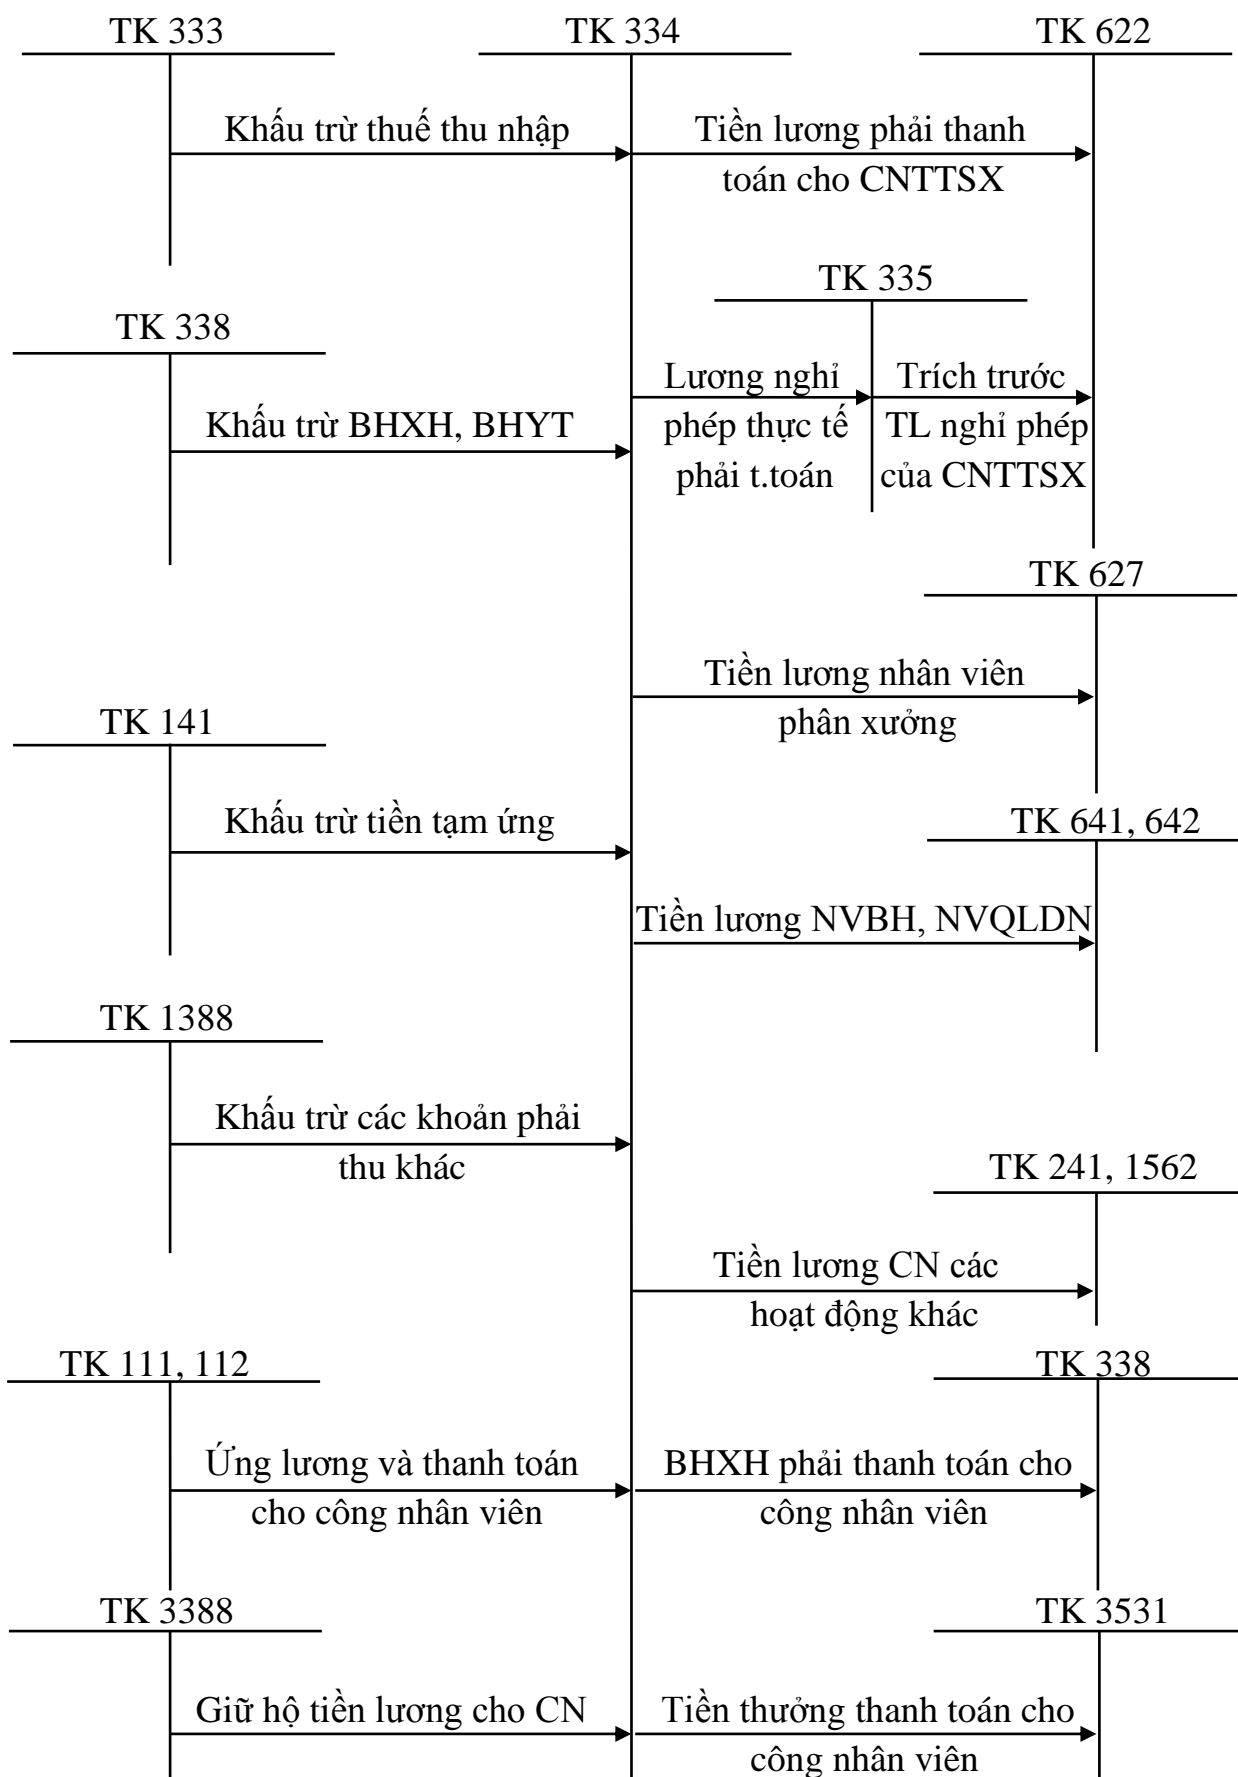 TK 333
TK 334
TK 622
Khấu trừ thuế thu nhập
Tiền lương phải thanh
toán cho CNTTSX
TK 335
TK 338
Lương nghỉ
phép thực tế
phải t.toán
Trích trước
TL nghỉ phép
của CNTTSX
Khấu trừ BHXH, BHYT
TK 627
Tiền lương nhân viên
phân xưởng
TK 141
Khấu trừ tiền tạm ứng
TK 641, 642
Tiền lương NVBH, NVQLDN
TK 1388
Khấu trừ các khoản phải
thu khác
TK 241, 1562
Tiền lương CN các
hoạt động khác
TK 111, 112
TK 338
Ứng lương và thanh toán
cho công nhân viên
BHXH phải thanh toán cho
công nhân viên
TK 3388
TK 3531
Giữ hộ tiền lương cho CN
Tiền thưởng thanh toán cho
công nhân viên